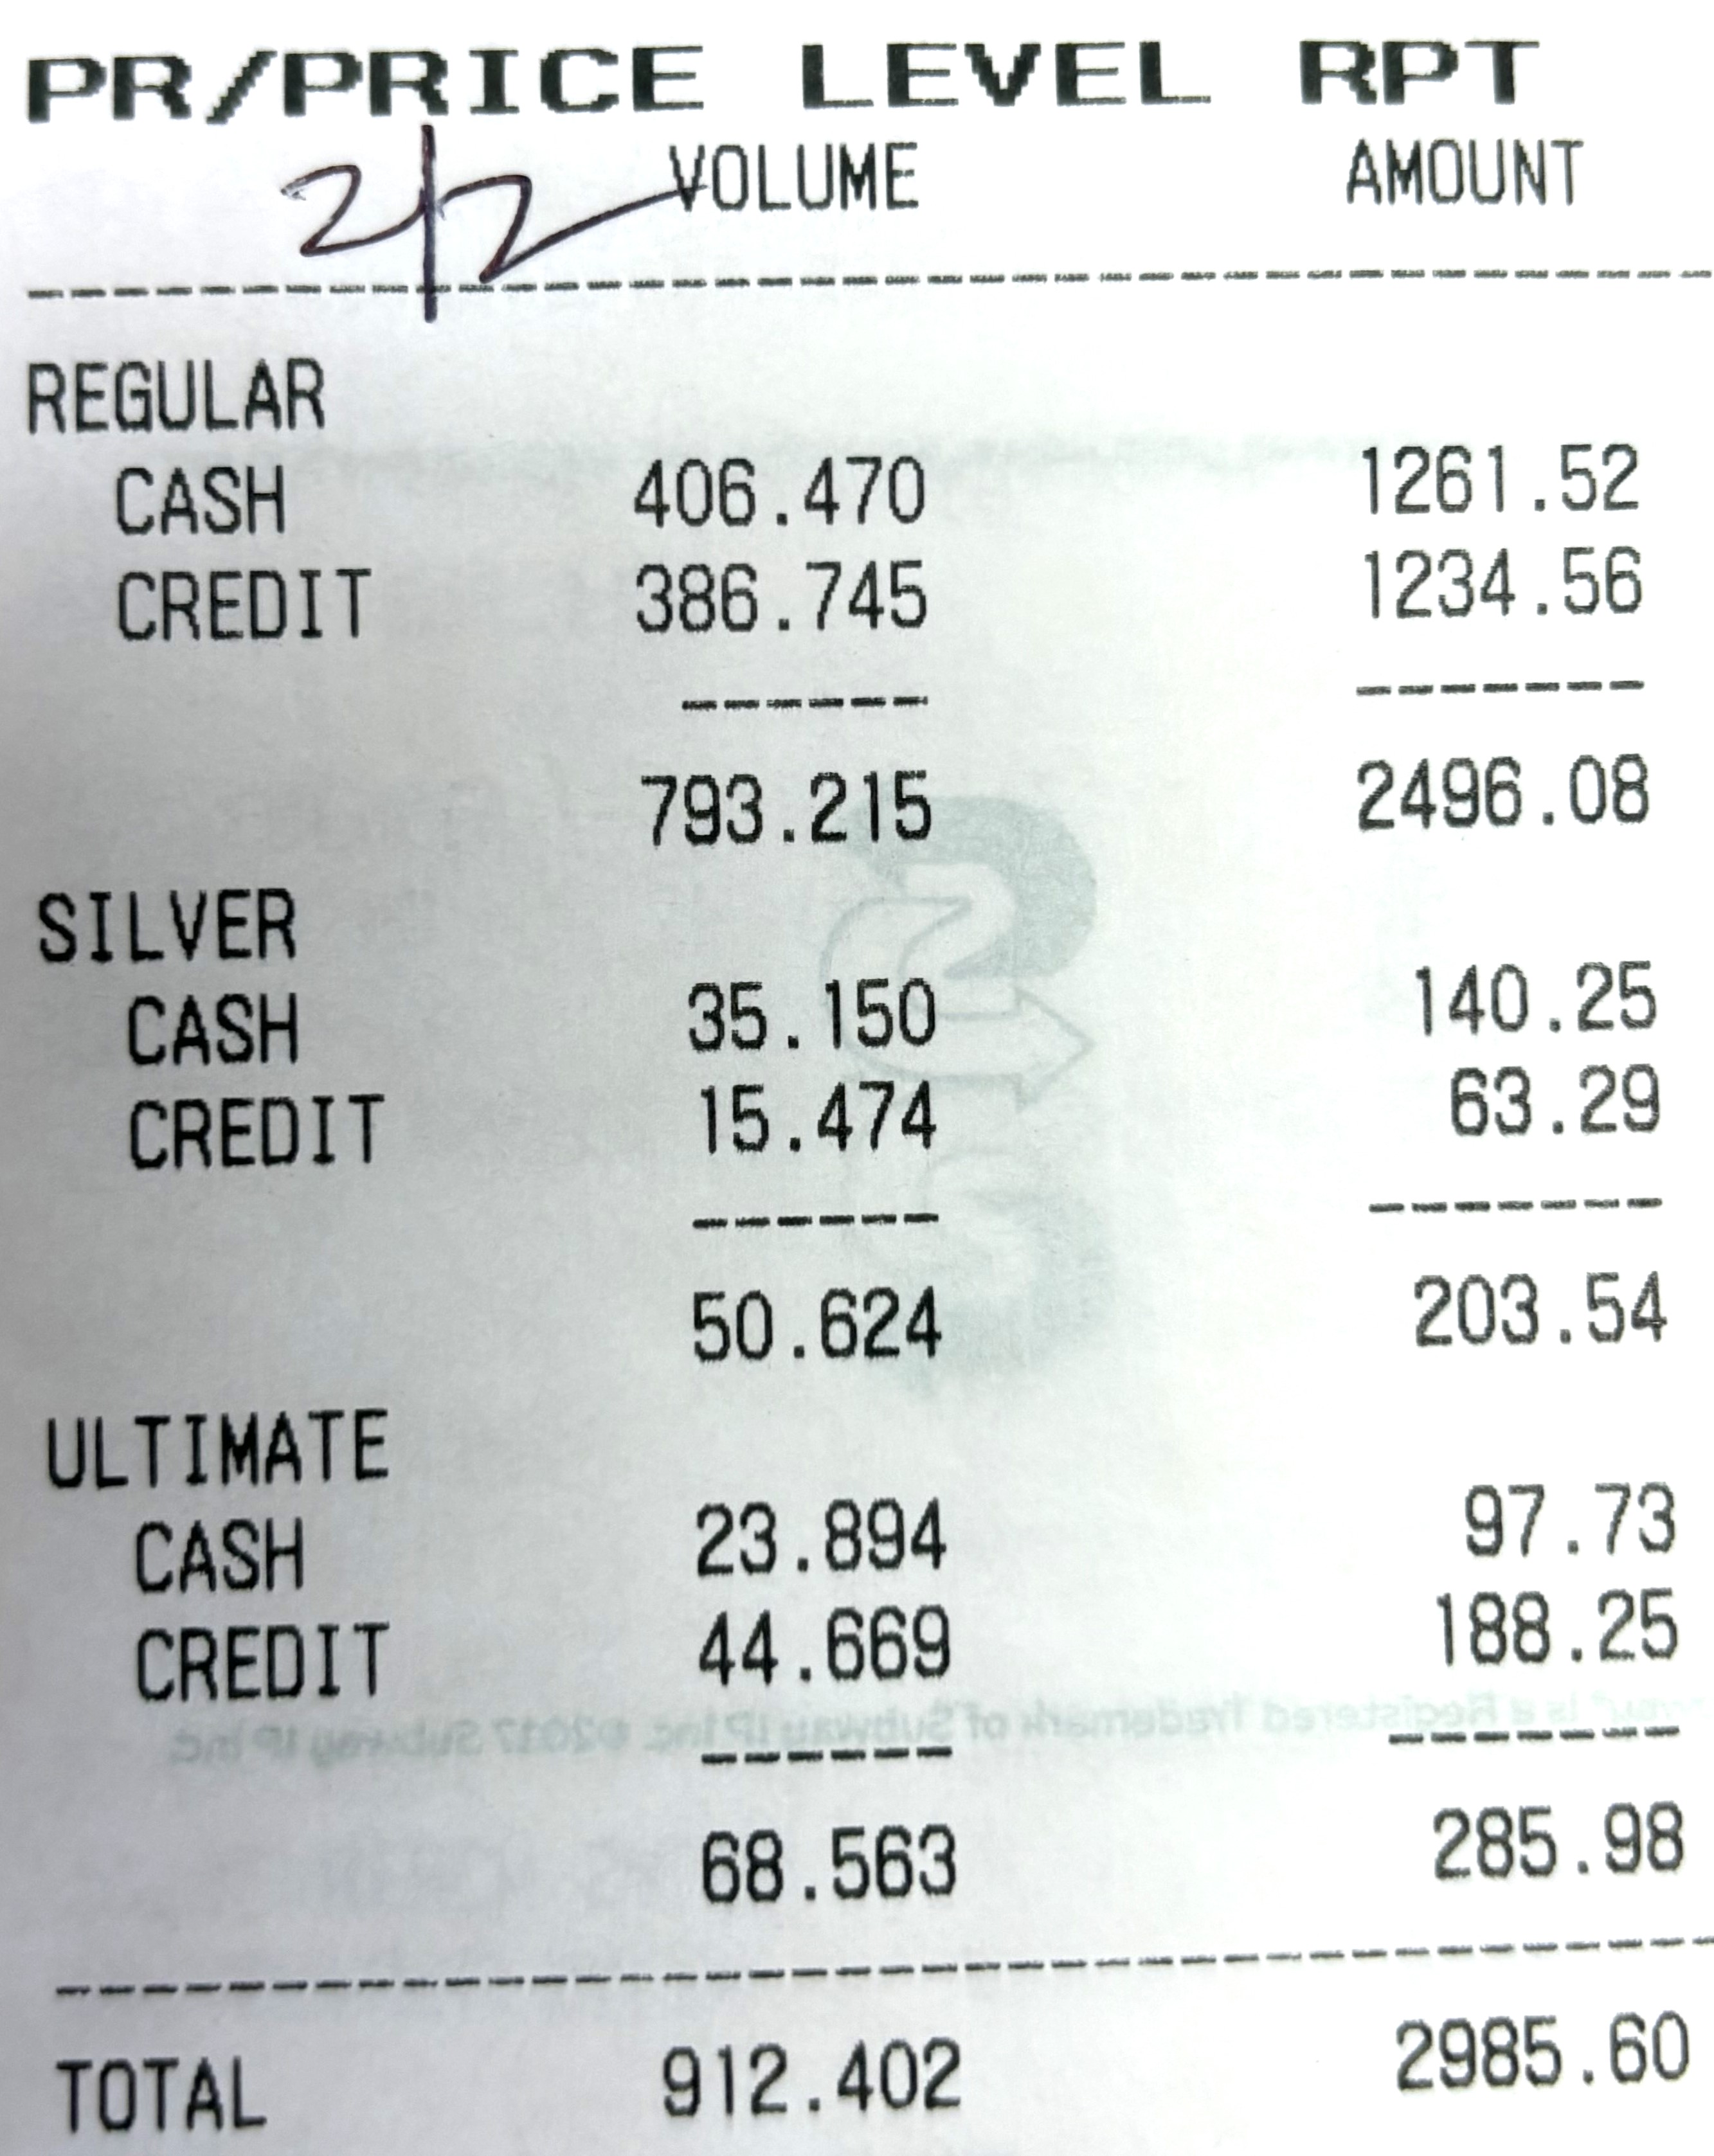 PR/PRICE LEVEL RPT
2/2 VOLUME AMOUNT
REGULAR
CASH 406.470 1261.52
CREDIT 386.745 1234.56
793.215 2496.08
SILVER
CASH 35.150 140.25
CREDIT 15.474 63.29
50.624 203.54
ULTIMATE
CASH 23.894 97.73
CREDIT 44.669 188.25
is a Registered Trademark of Subway IP Inc. ©2017 Subway IP Inc.
68.563 285.98
TOTAL 912.402 2985.60